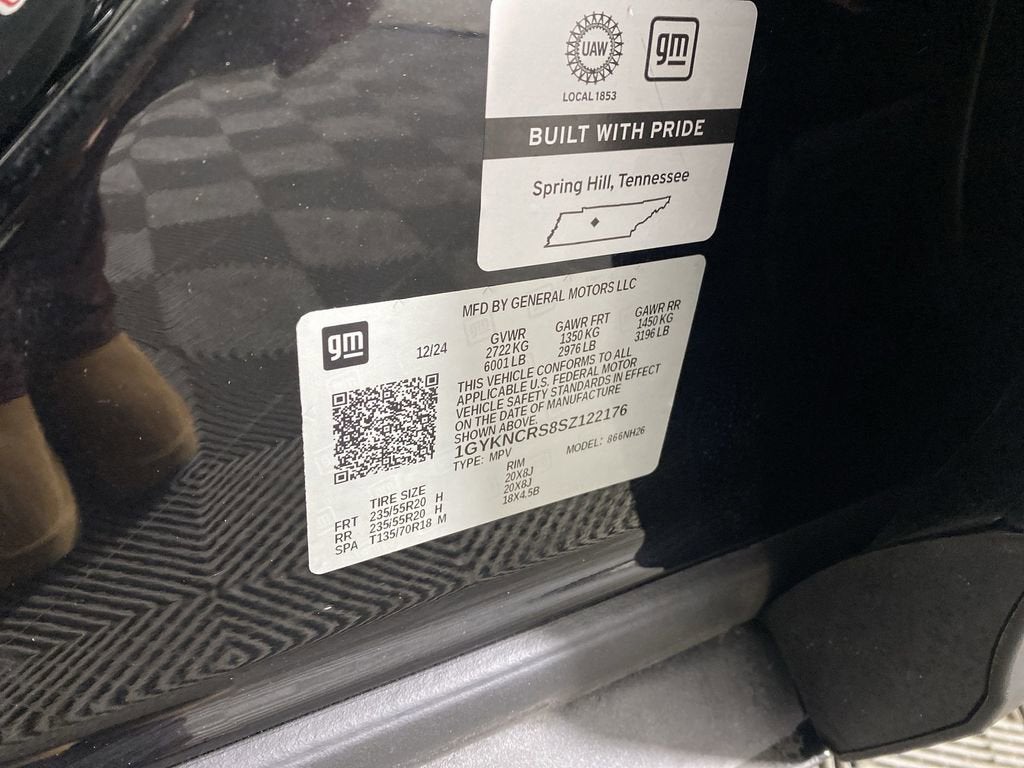 UAW
gm
LOCAL 1853
BUILT WITH PRIDE
Spring Hill, Tennessee
MFD BY GENERAL MOTORS LLC
gm
12/24
GVWR
2722 KG
6001 LB
GAWR FRT
1350 KG
2976 LB
GAWR RR
1450 KG
3196 LB
THIS VEHICLE CONFORMS TO ALL
APPLICABLE U.S. FEDERAL MOTOR
VEHICLE SAFETY STANDARDS IN EFFECT
ON THE DATE OF MANUFACTURE
SHOWN ABOVE.
1GYKNCRS8SZ122176
TYPE: MPV MODEL: 866NH26
TIRE SIZE RIM
FRT 235/55R20 H 20X8J
RR 235/55R20 H 20X8J
SPA T135/70R18 M 18X4.5B